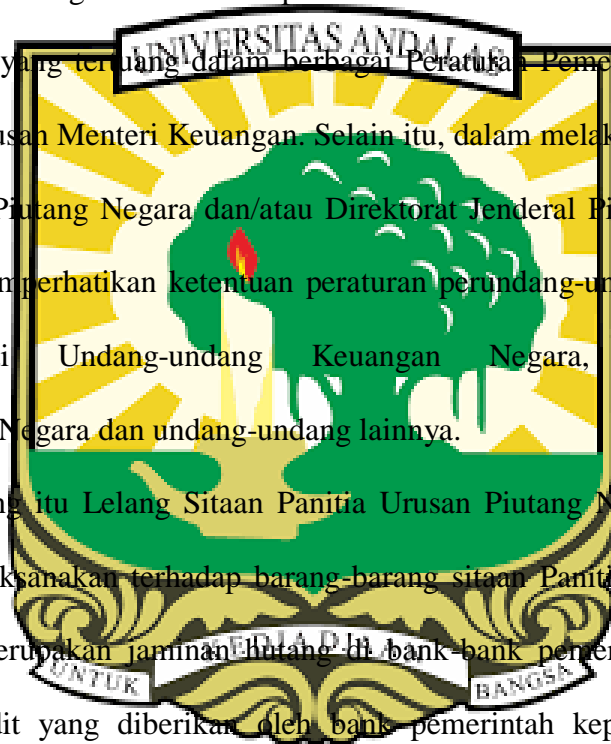 UNIVERSITAS ANDALAS
yang tertuang dalam berbagai Peraturan Peme
usan Menteri Keuangan. Selain itu, dalam melak
Piutang Negara dan/atau Direktorat Jenderal Pi
mperhatikan ketentuan peraturan perundang-un
i Undang-undang Keuangan Negara,
Negara dan undang-undang lainnya.
ng itu Lelang Sitaan Panitia Urusan Piutang N
ksanakan terhadap barang-barang sitaan Paniti
erupakan jaminan hutang di bank-bank pemer
KEDJADJAAN
UNTUK
BANGSA
dit yang diberikan oleh bank pemerintah kep